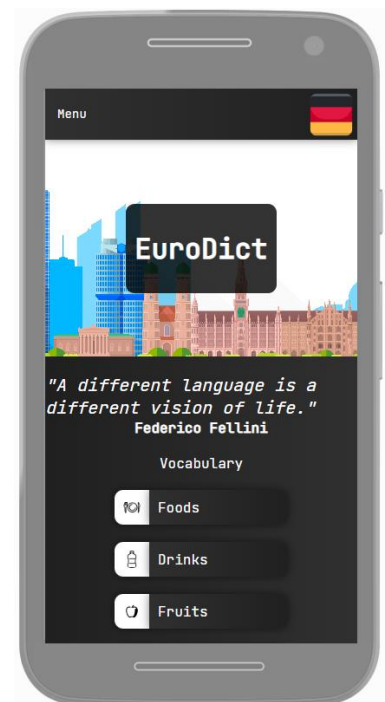 Menu
EuroDict
"A different language is a
different vision of life."
Federico Fellini
Vocabulary
Foods
Drinks
Fruits